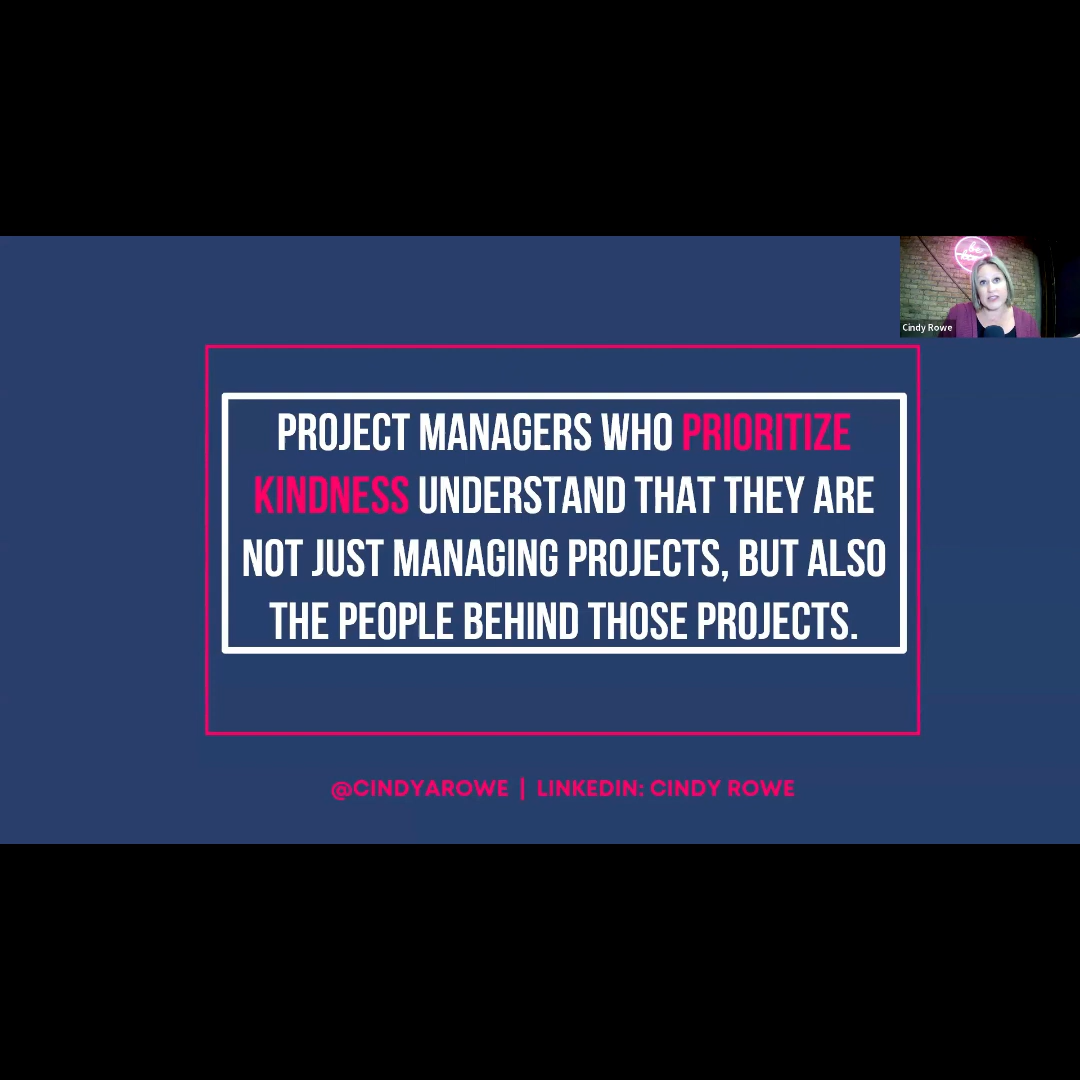 be
Cindy Rowe
PROJECT MANAGERS WHO PRIORITIZE
KINDNESS UNDERSTAND THAT THEY ARE
NOT JUST MANAGING PROJECTS, BUT ALSO
THE PEOPLE BEHIND THOSE PROJECTS.
@CINDYAROWE | LINKEDIN: CINDY ROWE